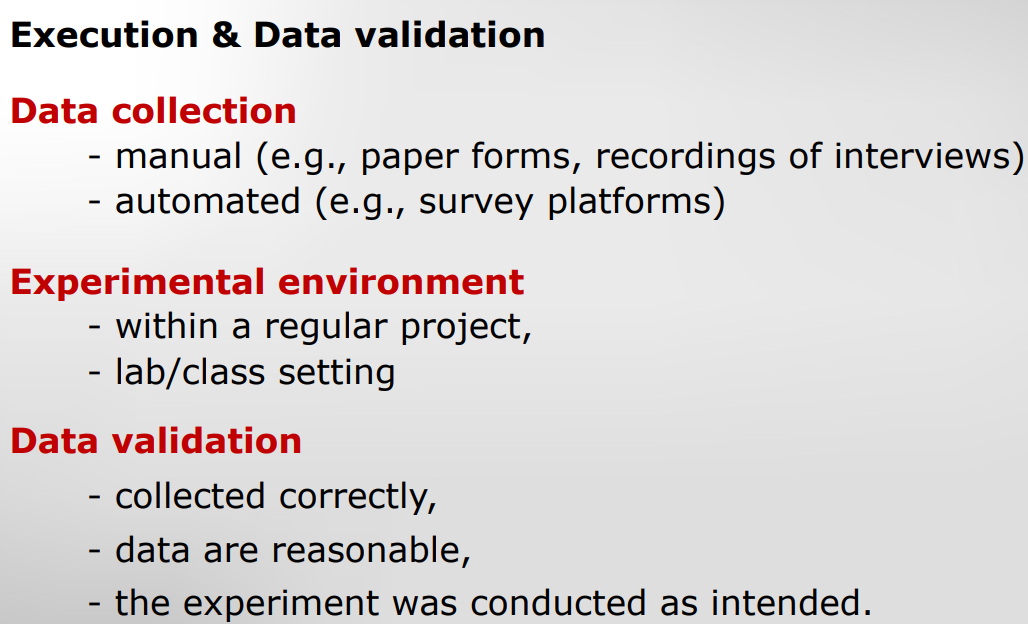 Execution & Data validation
Data collection
- manual (e.g., paper forms, recordings of interviews)
- automated (e.g., survey platforms)
Experimental environment
- within a regular project,
- lab/class setting
Data validation
- collected correctly,
- data are reasonable,
- the experiment was conducted as intended.